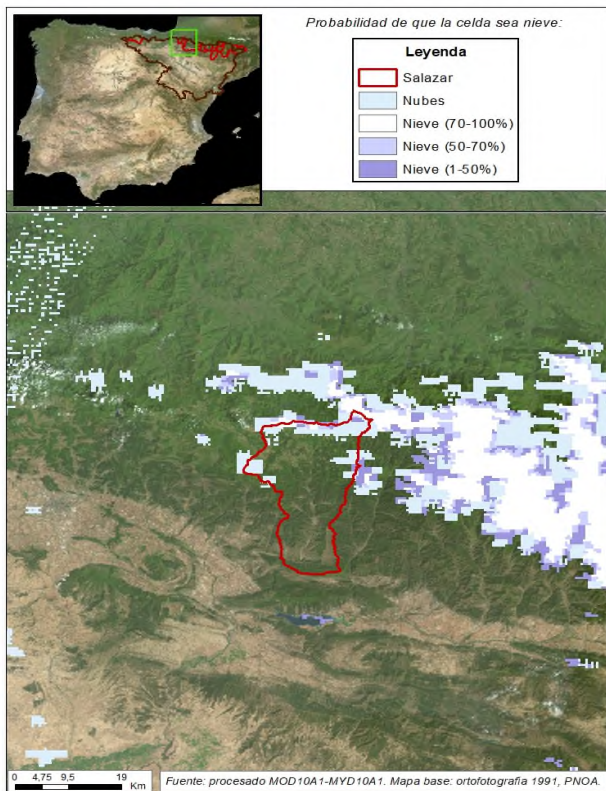 Probabilidad de que la celda sea nieve:
Leyenda
Salazar
Nubes
Nieve (70-100%)
Nieve (50-70%)
Nieve (1-50%)
0 4,75 9,5 19
Km
Fuente: procesado MOD10A1-MYD10A1. Mapa base: ortofotografia 1991, PNOA.